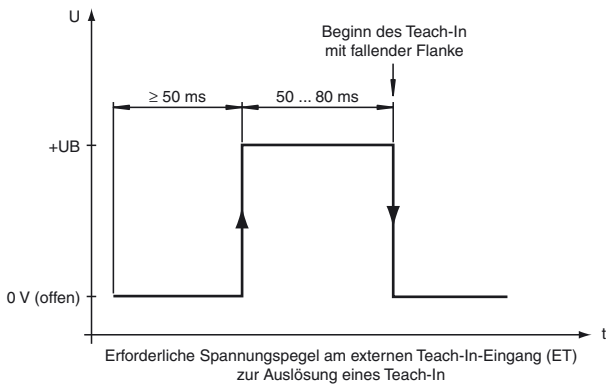 U
Beginn des Teach-In
mit fallender Flanke
≥ 50 ms
50 ... 80 ms
+UB
0 V (offen)
t
Erforderliche Spannungspegel am externen Teach-In-Eingang (ET)
zur Auslösung eines Teach-In